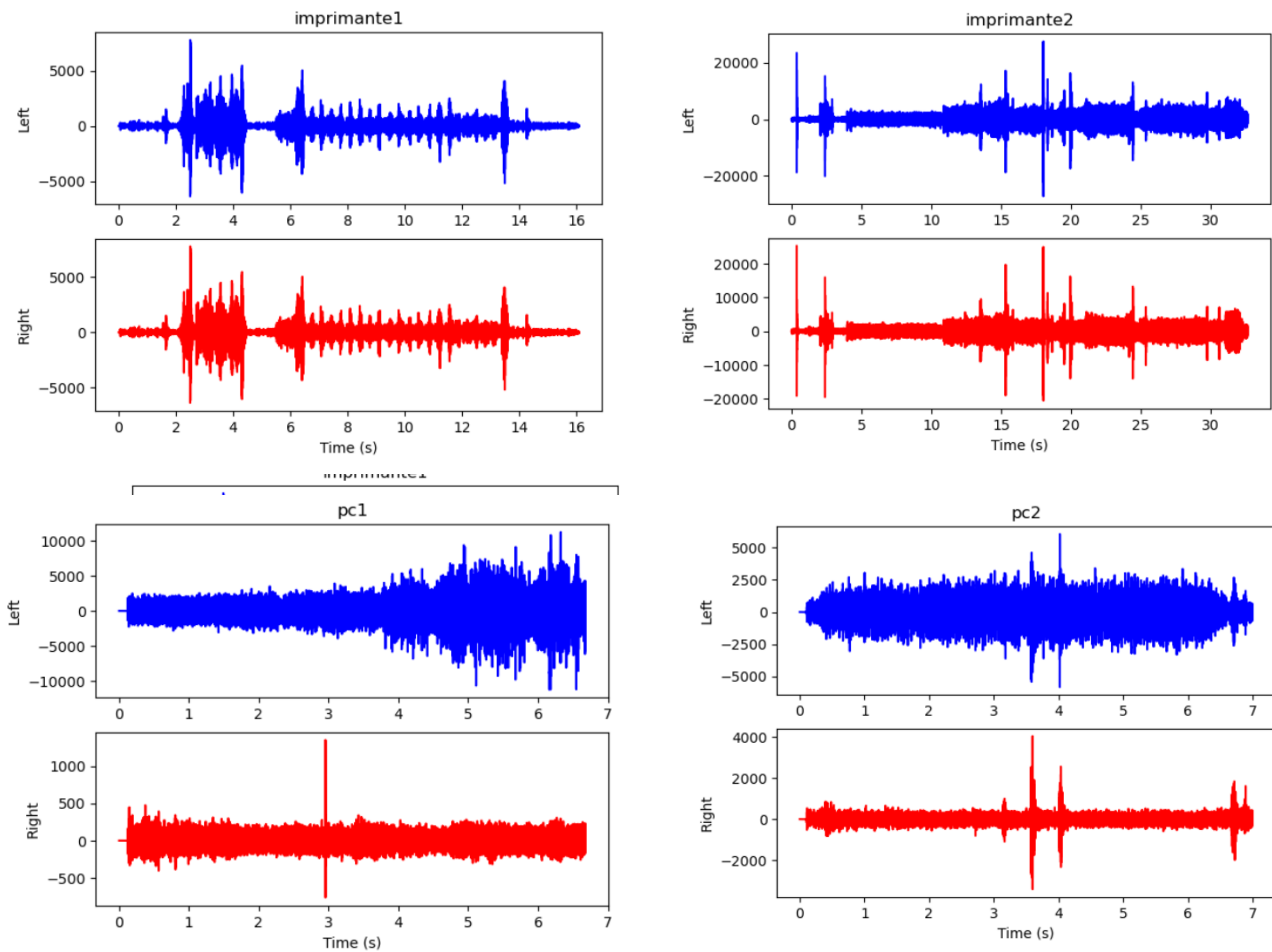 imprimante1
5000
0
−5000
Left
0 2 4 6 8 10 12 14 16
5000
0
−5000
Right
0 2 4 6 8 10 12 14 16
Time (s)
imprimante2
20000
10000
0
−10000
−20000
Left
0 5 10 15 20 25 30
20000
10000
0
−10000
−20000
Right
0 5 10 15 20 25 30
Time (s)
imprimante1
pc1
10000
5000
0
−5000
−10000
Left
0 1 2 3 4 5 6 7
1000
500
0
−500
Right
0 1 2 3 4 5 6 7
Time (s)
pc2
5000
2500
0
−2500
−5000
Left
0 1 2 3 4 5 6 7
4000
2000
0
−2000
Right
0 1 2 3 4 5 6 7
Time (s)